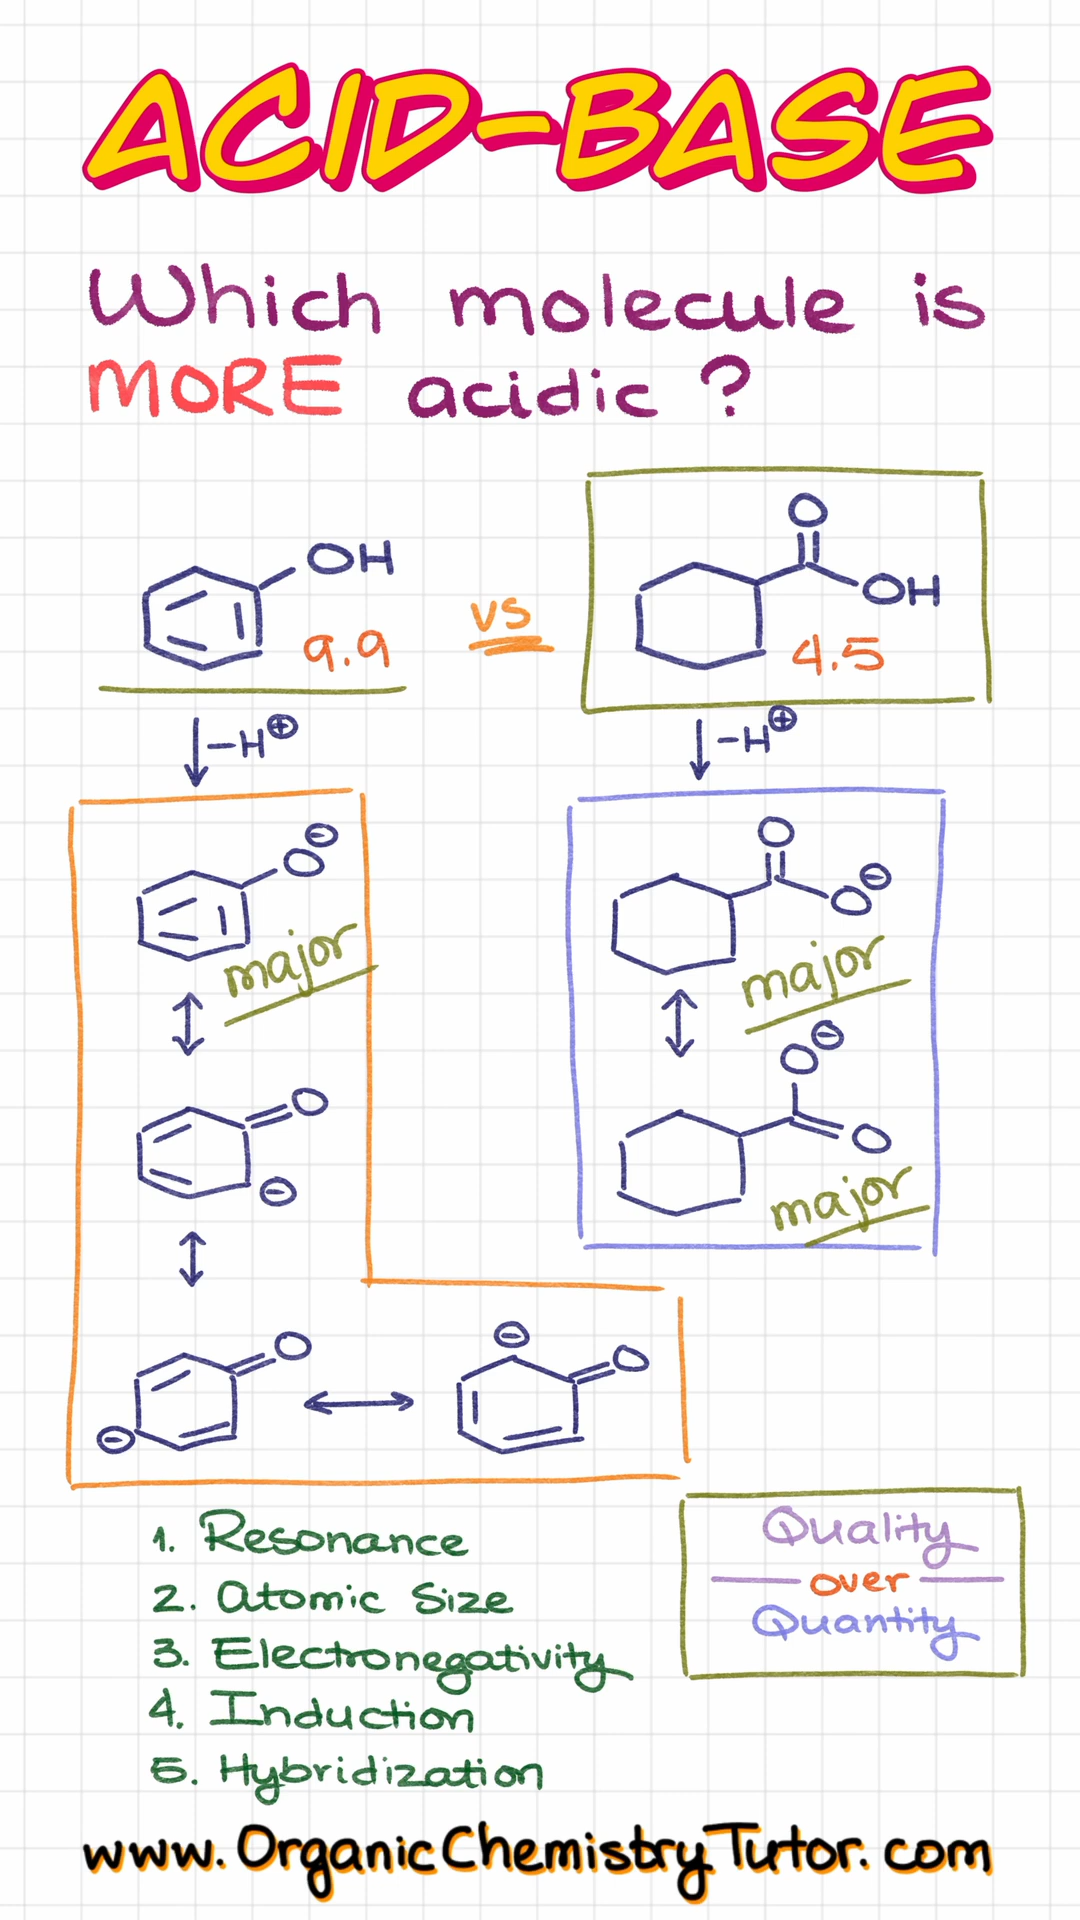 ACID-BASE
Which molecule is
MORE acidic ?
OH
9.9
vs
O
OH
4.5
-H⊕
-H⊕
O⊖
major
O
O⊖
major
O
⊖
O⊖
O
major
O
⊖
⊖
O
1. Resonance
2. Atomic Size
3. Electronegativity
4. Induction
5. Hybridization
Quality
over
Quantity
www.OrganicChemistryTutor.com